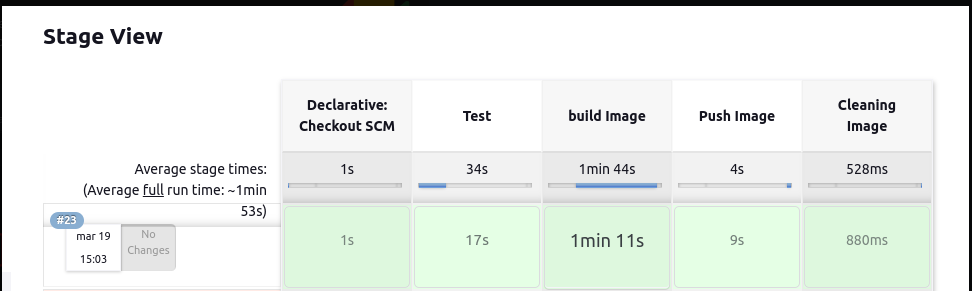 Stage View
Declarative:
Checkout SCM
Test
build Image
Push Image
Cleaning
Image
Average stage times:
(Average full run time: ~1min
53s)
1s
34s
1min 44s
4s
528ms
#23
mar 19
15:03
No
Changes
1s
17s
1min 11s
9s
880ms